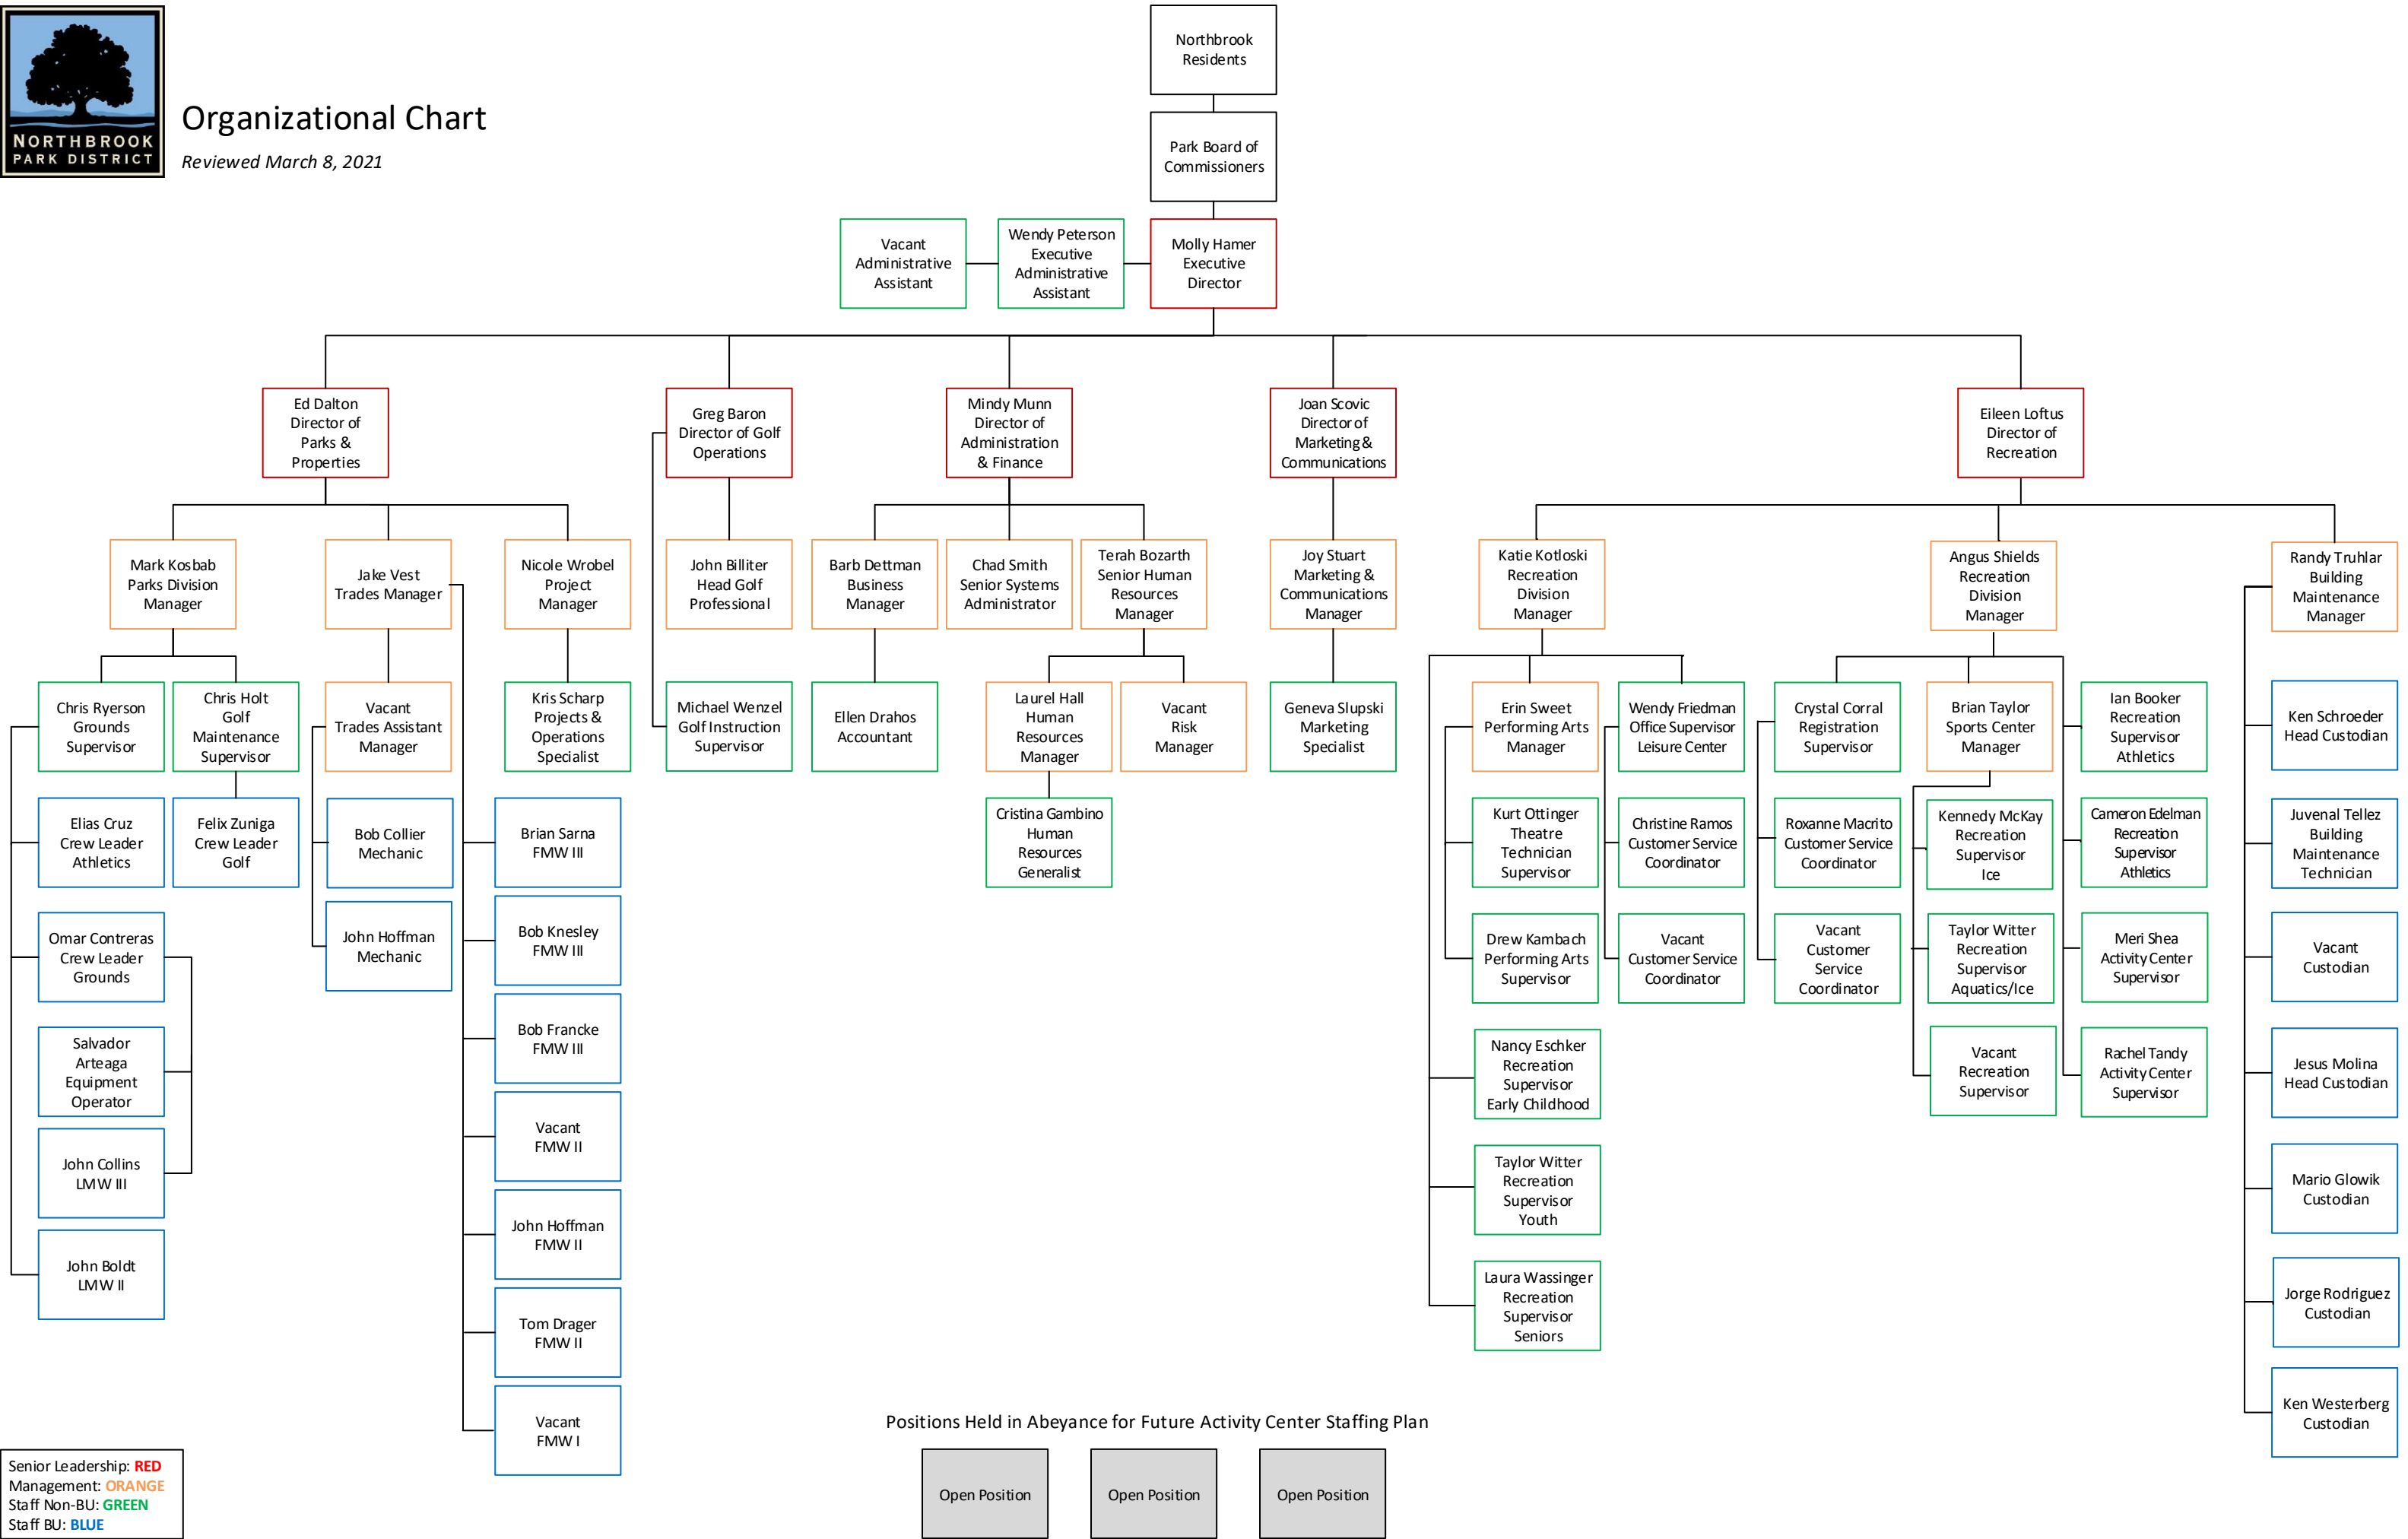 NORTHBROOK
PARK DISTRICT
Organizational Chart
Reviewed March 8, 2021
Northbrook
Residents
Park Board of
Commissioners
Vacant
Administrative
Assistant
Wendy Peterson
Executive
Administrative
Assistant
Molly Hamer
Executive
Director
Ed Dalton
Director of
Parks &
Properties
Greg Baron
Director of Golf
Operations
Mindy Munn
Director of
Administration
& Finance
Joan Scovic
Director of
Marketing &
Communications
Eileen Loftus
Director of
Recreation
Mark Kosbab
Parks Division
Manager
Jake Vest
Trades Manager
Nicole Wrobel
Project
Manager
John Billiter
Head Golf
Professional
Barb Dettman
Business
Manager
Chad Smith
Senior Systems
Administrator
Terah Bozarth
Senior Human
Resources
Manager
Joy Stuart
Marketing &
Communications
Manager
Katie Kotloski
Recreation
Division
Manager
Angus Shields
Recreation
Division
Manager
Randy Truhlar
Building
Maintenance
Manager
Chris Ryerson
Grounds
Supervisor
Chris Holt
Golf
Maintenance
Supervisor
Vacant
Trades Assistant
Manager
Kris Scharp
Projects &
Operations
Specialist
Michael Wenzel
Golf Instruction
Supervisor
Ellen Drahos
Accountant
Laurel Hall
Human
Resources
Manager
Vacant
Risk
Manager
Geneva Slupski
Marketing
Specialist
Erin Sweet
Performing Arts
Manager
Wendy Friedman
Office Supervisor
Leisure Center
Crystal Corral
Registration
Supervisor
Brian Taylor
Sports Center
Manager
Ian Booker
Recreation
Supervisor
Athletics
Ken Schroeder
Head Custodian
Elias Cruz
Crew Leader
Athletics
Felix Zuniga
Crew Leader
Golf
Bob Collier
Mechanic
Brian Sarna
FMW III
Cristina Gambino
Human
Resources
Generalist
Kurt Ottinger
Theatre
Technician
Supervisor
Christine Ramos
Customer Service
Coordinator
Roxanne Macrito
Customer Service
Coordinator
Kennedy McKay
Recreation
Supervisor
Ice
Cameron Edelman
Recreation
Supervisor
Athletics
Juvenal Tellez
Building
Maintenance
Technician
Omar Contreras
Crew Leader
Grounds
John Hoffman
Mechanic
Bob Knesley
FMW III
Drew Kambach
Performing Arts
Supervisor
Vacant
Customer Service
Coordinator
Vacant
Customer
Service
Coordinator
Taylor Witter
Recreation
Supervisor
Aquatics/Ice
Meri Shea
Activity Center
Supervisor
Vacant
Custodian
Salvador
Arteaga
Equipment
Operator
Bob Francke
FMW III
Nancy Eschker
Recreation
Supervisor
Early Childhood
Vacant
Recreation
Supervisor
Rachel Tandy
Activity Center
Supervisor
Jesus Molina
Head Custodian
John Collins
LMW III
Vacant
FMW II
Taylor Witter
Recreation
Supervisor
Youth
Mario Glowik
Custodian
John Boldt
LMW II
John Hoffman
FMW II
Laura Wassinger
Recreation
Supervisor
Seniors
Jorge Rodriguez
Custodian
Tom Drager
FMW II
Ken Westerberg
Custodian
Vacant
FMW I
Positions Held in Abeyance for Future Activity Center Staffing Plan
Open Position
Open Position
Open Position
Senior Leadership: RED
Management: ORANGE
Staff Non-BU: GREEN
Staff BU: BLUE